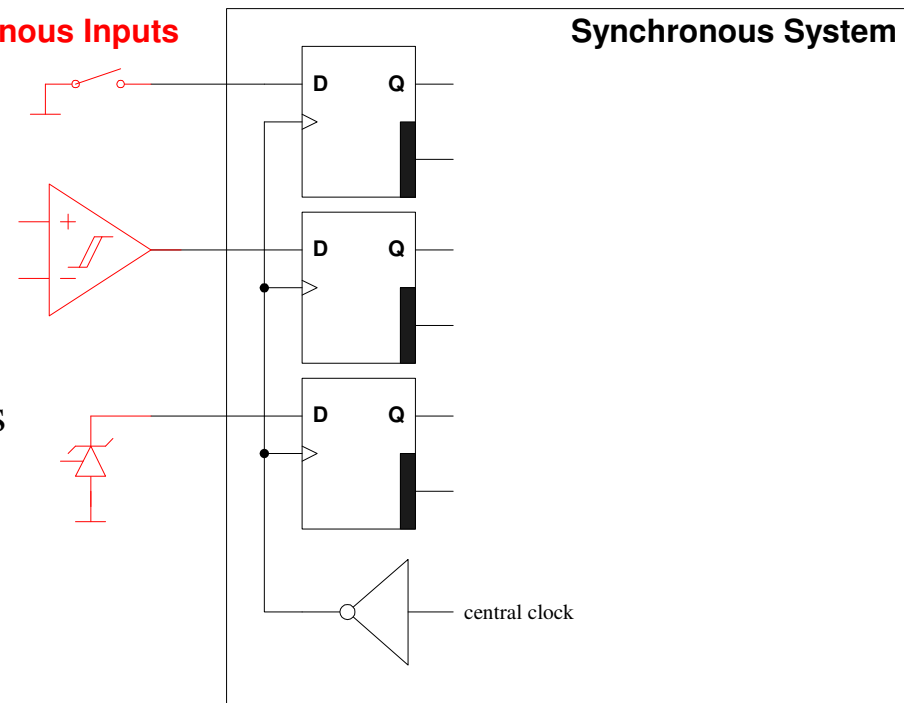 nous Inputs
Synchronous System
D Q
+
−
D Q
s
D Q
central clock